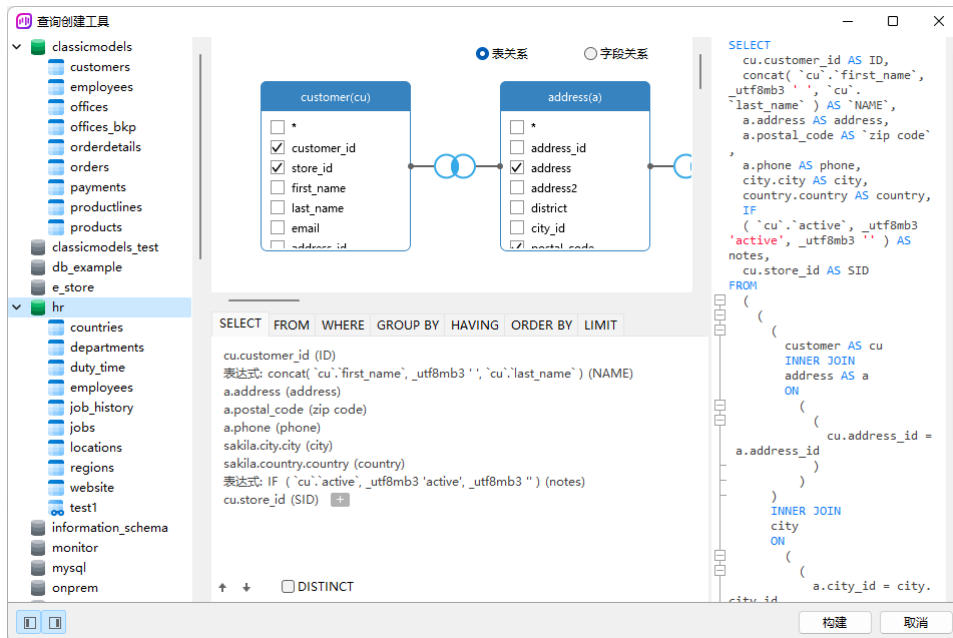 查询创建工具
classicmodels
customers
employees
offices
offices_bkp
orderdetails
orders
payments
productlines
products
classicmodels_test
db_example
e_store
hr
countries
departments
duty_time
employees
job_history
jobs
locations
regions
website
test1
information_schema
monitor
mysql
onprem
表关系 字段关系
customer(cu)
*
customer_id
store_id
first_name
last_name
email
address_id
address(a)
*
address_id
address
address2
district
city_id
postal_code
SELECT FROM WHERE GROUP BY HAVING ORDER BY LIMIT
cu.customer_id (ID)
表达式: concat( `cu`.`first_name`, _utf8mb3 ' ', `cu`.`last_name` ) (NAME)
a.address (address)
a.postal_code (zip code)
a.phone (phone)
sakila.city.city (city)
sakila.country.country (country)
表达式: IF ( `cu`.`active`, _utf8mb3 'active', _utf8mb3 '' ) (notes)
cu.store_id (SID) +
DISTINCT
SELECT
cu.customer_id AS ID,
concat( `cu`.`first_name`,
_utf8mb3 ' ', `cu`.
`last_name` ) AS `NAME`,
a.address AS address,
a.postal_code AS `zip code`
,
a.phone AS phone,
city.city AS city,
country.country AS country,
IF
( `cu`.`active`, _utf8mb3
'active', _utf8mb3 '' ) AS
notes,
cu.store_id AS SID
FROM
(
(
(
customer AS cu
INNER JOIN
address AS a
ON
(
(
cu.address_id =
a.address_id
)
)
)
INNER JOIN
city
ON
(
(
a.city_id = city.
city_id
构建 取消